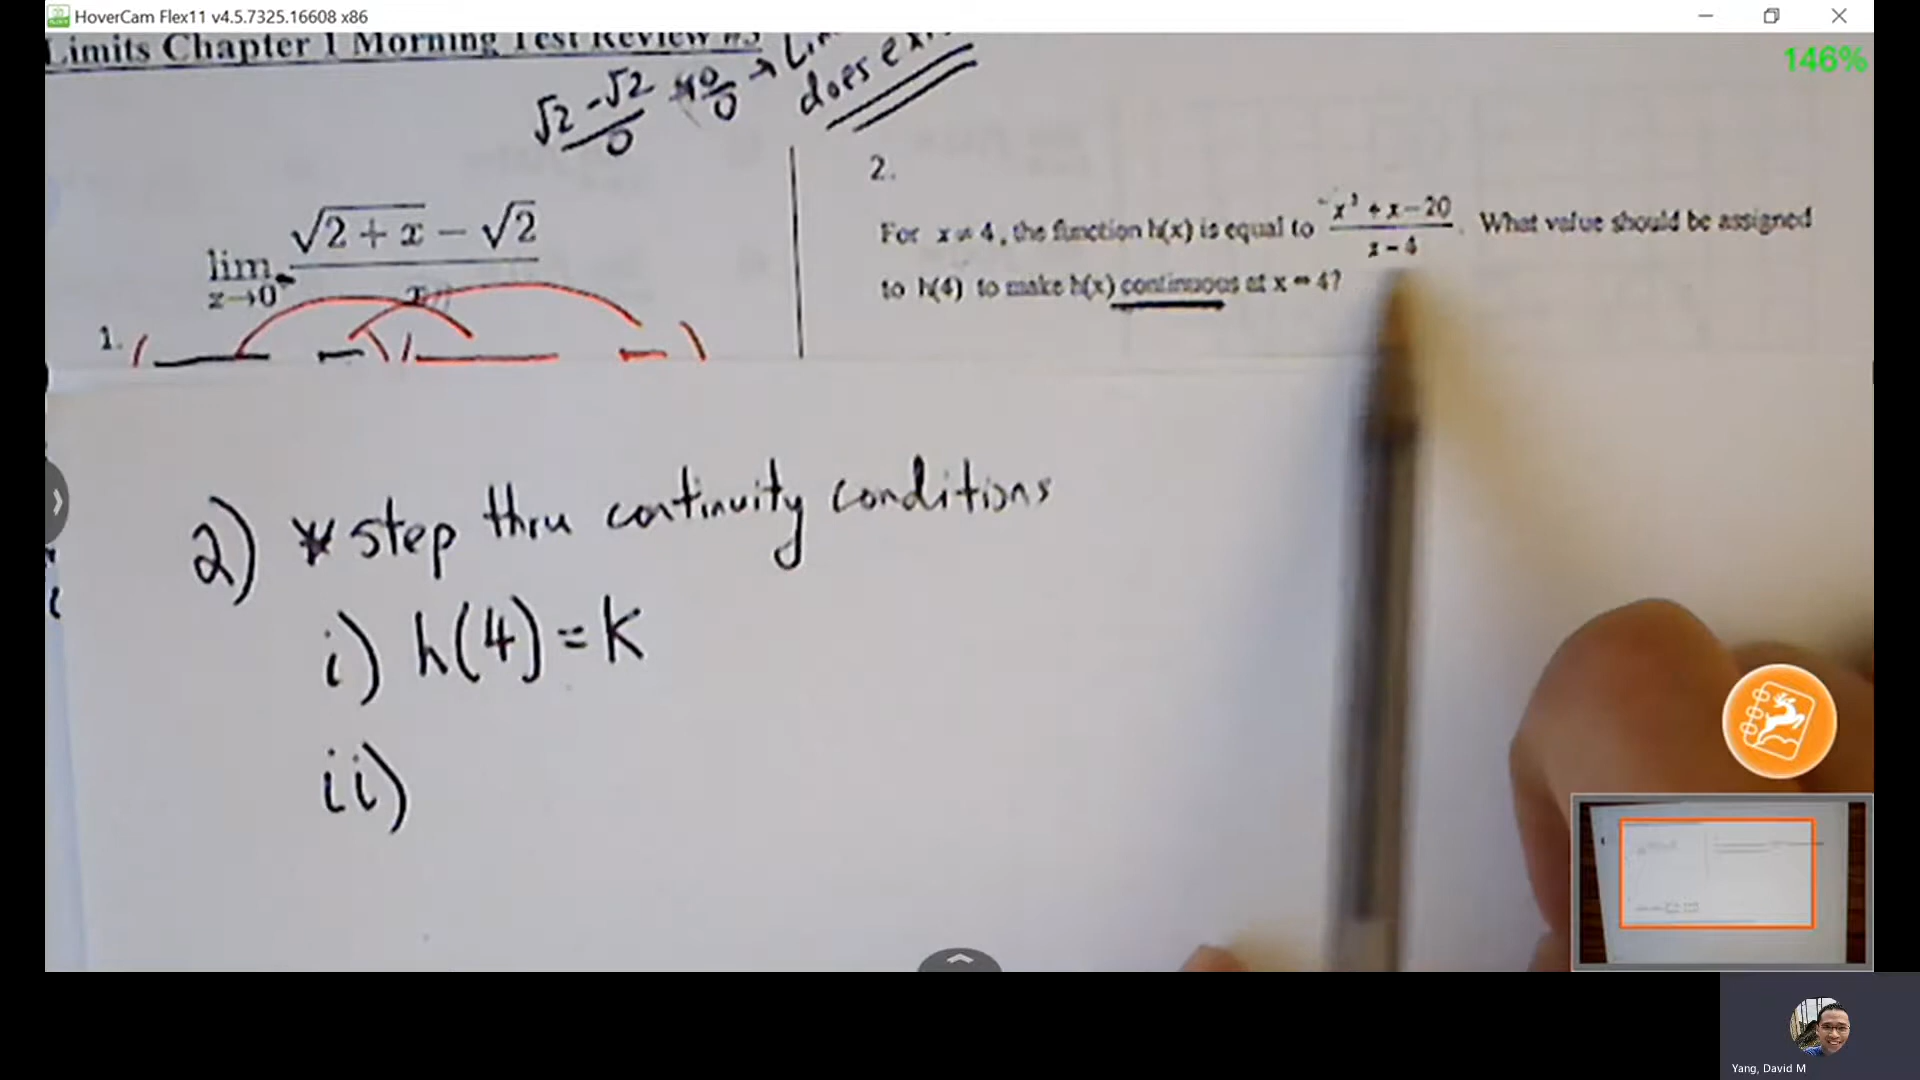 HoverCam Flex11 v4.5.7325.16608 x86
146%
Limits Chapter 1 Morning Test Review #3
√2 - √2 / 0 → 0/0 →
does
1.
lim x→0 (√(2+x) − √2) / x
2.
For x ≠ 4, the function h(x) is equal to (x² + x − 20) / (x − 4). What value should be assigned
to h(4) to make h(x) continuous at x = 4?
2) * step thru continuity conditions
i) h(4) = K
ii)
Yang, David M